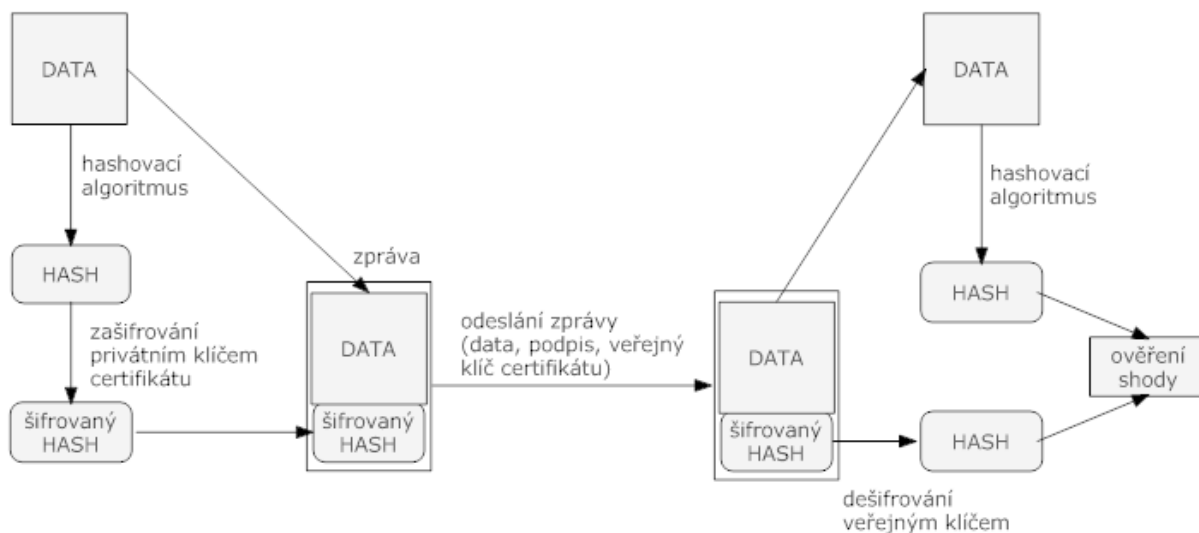 DATA
hashovací
algoritmus
HASH
zašifrování
privátním klíčem
certifikátu
šifrovaný
HASH
zpráva
DATA
šifrovaný
HASH
odeslání zprávy
(data, podpis, veřejný
klíč certifikátu)
DATA
šifrovaný
HASH
dešifrování
veřejným klíčem
DATA
hashovací
algoritmus
HASH
HASH
ověření
shody